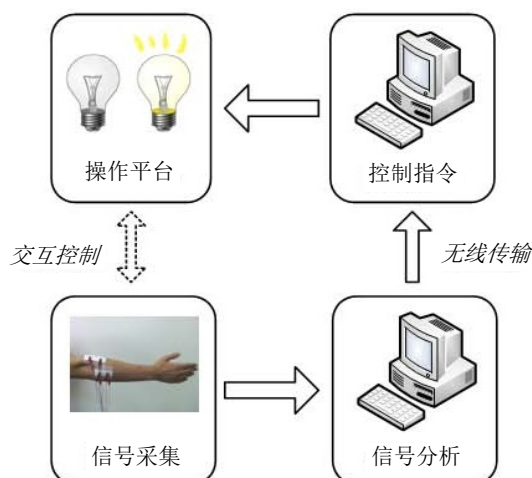 操作平台
控制指令
交互控制
无线传输
信号采集
信号分析